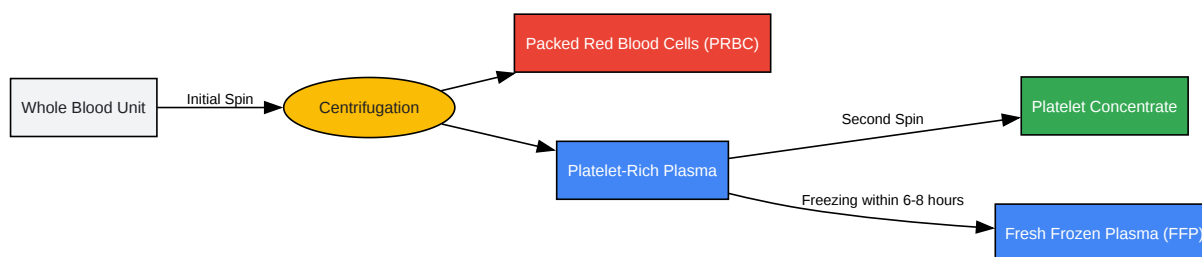 Packed Red Blood Cells (PRBC)
Whole Blood Unit
Initial Spin
Centrifugation
Platelet-Rich Plasma
Second Spin
Platelet Concentrate
Freezing within 6-8 hours
Fresh Frozen Plasma (FFP)